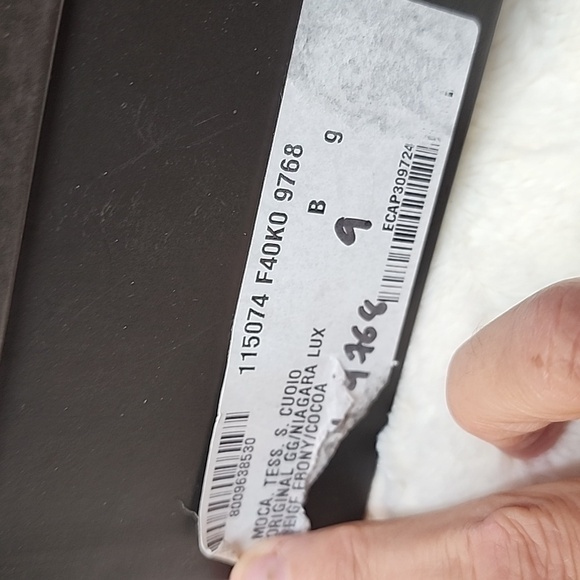 115074 F40K0 9768
B 9
9
ECAP309724
8009638530
MOCA. TESS. S. CUOIO
ORIGINAL GG/NIAGARA LUX
BEIGE EBONY/COCOA
9768